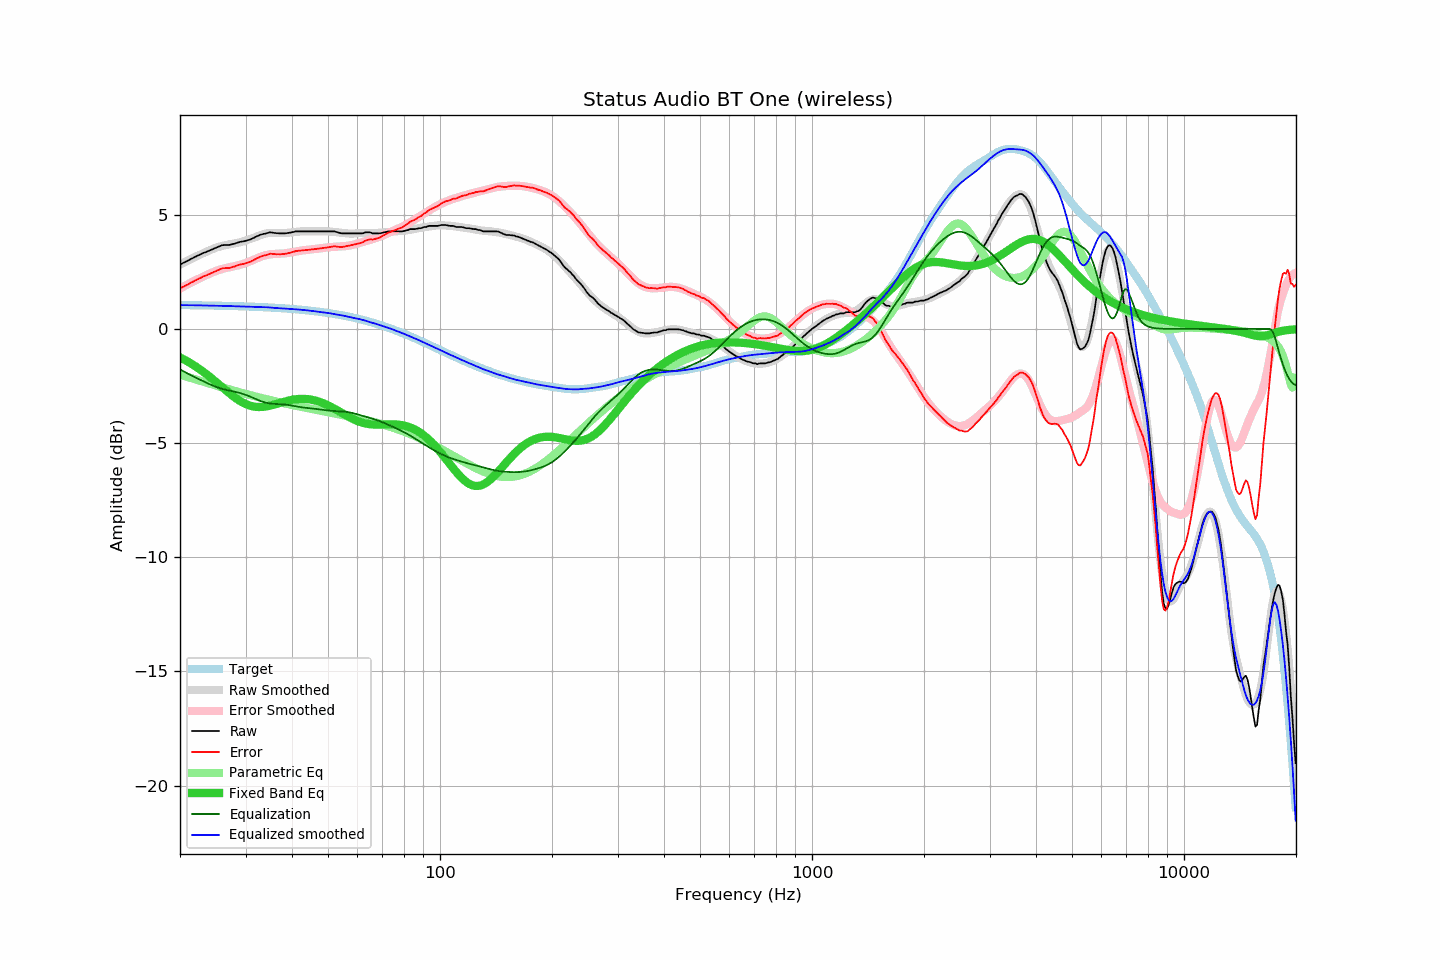 Status Audio BT One (wireless)
Amplitude (dBr)
5
0
−5
−10
−15
−20
Target
Raw Smoothed
Error Smoothed
Raw
Error
Parametric Eq
Fixed Band Eq
Equalization
Equalized smoothed
100
1000
10000
Frequency (Hz)